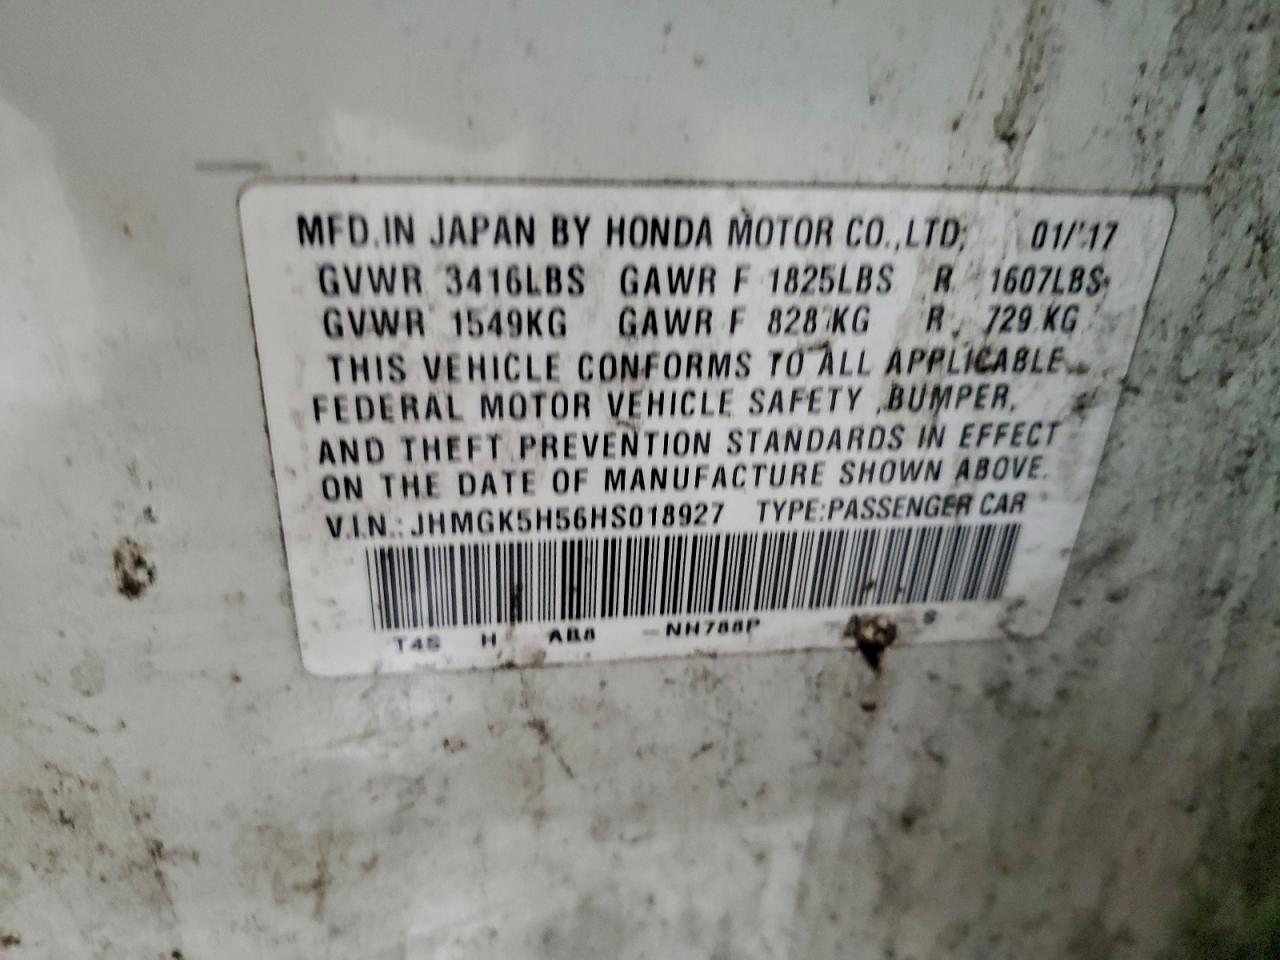 MFD.IN JAPAN BY HONDA MOTOR CO.,LTD. 01/'17
GVWR 3416LBS GAWR F 1825LBS R 1607LBS
GVWR 1549KG GAWR F 828 KG R 729 KG
THIS VEHICLE CONFORMS TO ALL APPLICABLE
FEDERAL MOTOR VEHICLE SAFETY ,BUMPER,
AND THEFT PREVENTION STANDARDS IN EFFECT
ON THE DATE OF MANUFACTURE SHOWN ABOVE.
V.I.N.: JHMGK5H56HS018927 TYPE:PASSENGER CAR
H NH788P S